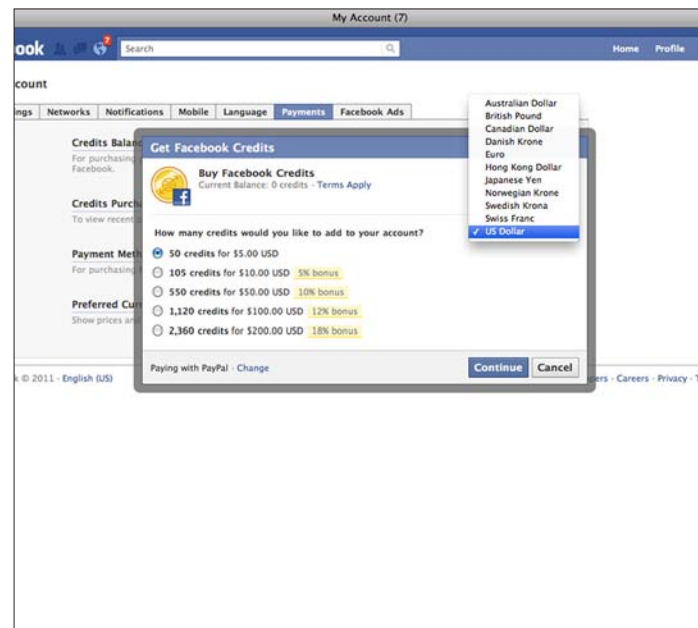 My Account (7)
ook 7 Search Home Profile
count
ings Networks Notifications Mobile Language Payments Facebook Ads
Australian Dollar
British Pound
Canadian Dollar
Danish Krone
Euro
Hong Kong Dollar
Japanese Yen
Norwegian Krone
Swedish Krona
Swiss Franc
✓ US Dollar
Credits Balan
For purchasing
Facebook.
Credits Purch
To view recent
Payment Meth
For purchasing
Preferred Curr
Show prices an
Get Facebook Credits
Buy Facebook Credits
Current Balance: 0 credits · Terms Apply
How many credits would you like to add to your account?
50 credits for $5.00 USD
105 credits for $10.00 USD 5% bonus
550 credits for $50.00 USD 10% bonus
1,120 credits for $100.00 USD 12% bonus
2,360 credits for $200.00 USD 18% bonus
Paying with PayPal · Change Continue Cancel
k © 2011 · English (US) pers · Careers · Privacy · T